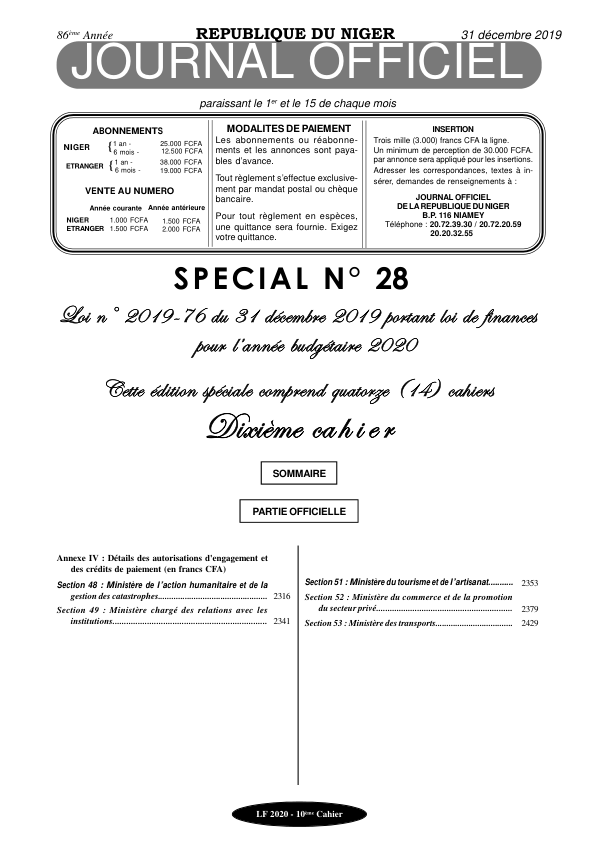 86ème Année
REPUBLIQUE DU NIGER
31 décembre 2019
JOURNAL OFFICIEL
paraissant le 1er et le 15 de chaque mois
ABONNEMENTS
NIGER { 1 an - 25.000 FCFA
6 mois - 12.500 FCFA
ETRANGER { 1 an - 38.000 FCFA
6 mois - 19.000 FCFA
VENTE AU NUMERO
Année courante Année antérieure
NIGER 1.000 FCFA 1.500 FCFA
ETRANGER 1.500 FCFA 2.000 FCFA
MODALITES DE PAIEMENT
Les abonnements ou réabonne-
ments et les annonces sont paya-
bles d'avance.
Tout règlement s'effectue exclusive-
ment par mandat postal ou chèque
bancaire.
Pour tout règlement en espèces,
une quittance sera fournie. Exigez
votre quittance.
INSERTION
Trois mille (3.000) francs CFA la ligne.
Un minimum de perception de 30.000 FCFA.
par annonce sera appliqué pour les insertions.
Adresser les correspondances, textes à in-
sérer, demandes de renseignements à :
JOURNAL OFFICIEL
DE LA REPUBLIQUE DU NIGER
B.P. 116 NIAMEY
Téléphone : 20.72.39.30 / 20.72.20.59
20.20.32.55
SPECIAL N° 28
Loi n° 2019-76 du 31 décembre 2019 portant loi de finances
pour l'année budgétaire 2020
Cette édition spéciale comprend quatorze (14) cahiers
Dixième cahier
SOMMAIRE
PARTIE OFFICIELLE
Annexe IV : Détails des autorisations d'engagement et
des crédits de paiement (en francs CFA)
Section 48 : Ministère de l'action humanitaire et de la
gestion des catastrophes................................................ 2316
Section 49 : Ministère chargé des relations avec les
institutions.................................................................... 2341
Section 51 : Ministère du tourisme et de l'artisanat........... 2353
Section 52 : Ministère du commerce et de la promotion
du secteur privé............................................................ 2379
Section 53 : Ministère des transports.................................. 2429
LF 2020 - 10ème Cahier